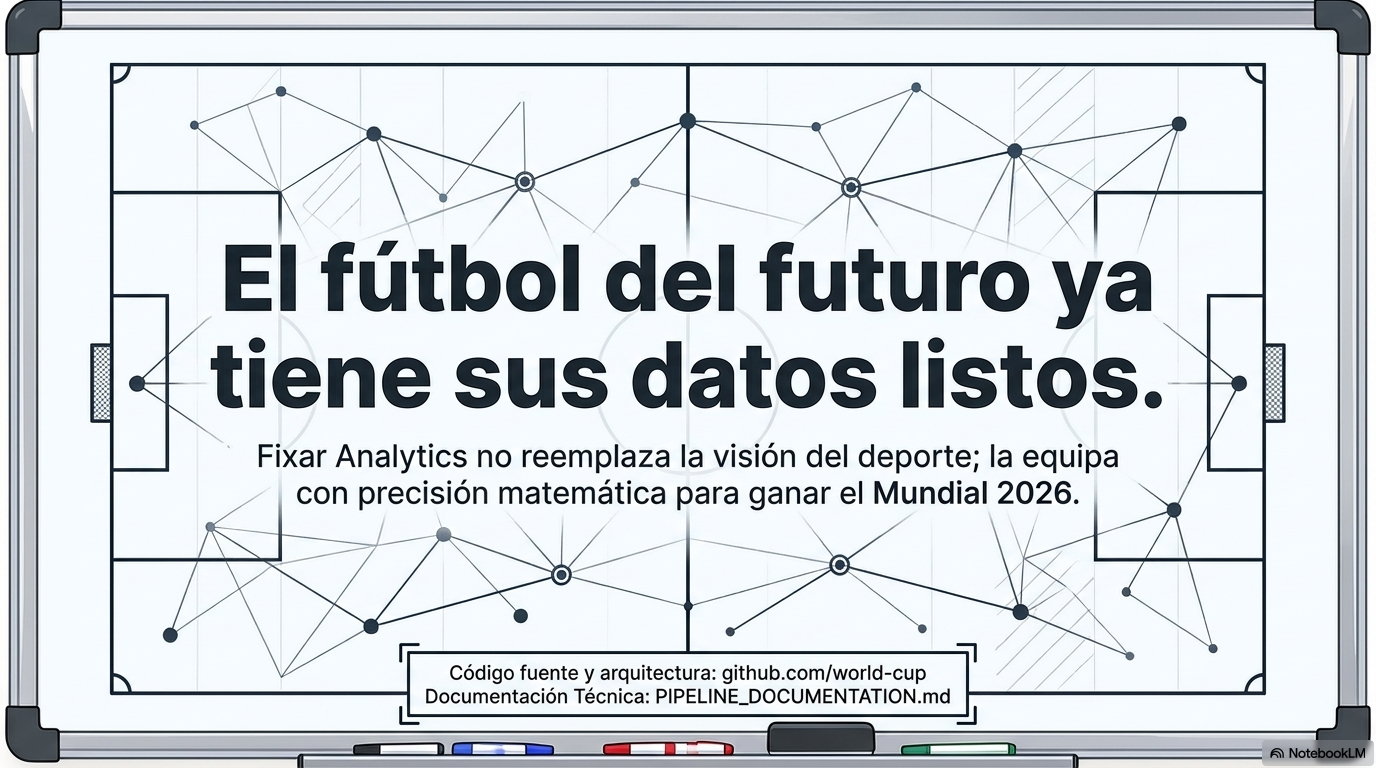 El fútbol del futuro ya
tiene sus datos listos.
Fixar Analytics no reemplaza la visión del deporte; la equipa
con precisión matemática para ganar el Mundial 2026.
Código fuente y arquitectura: github.com/world-cup
Documentación Técnica: PIPELINE_DOCUMENTATION.md
NotebookLM